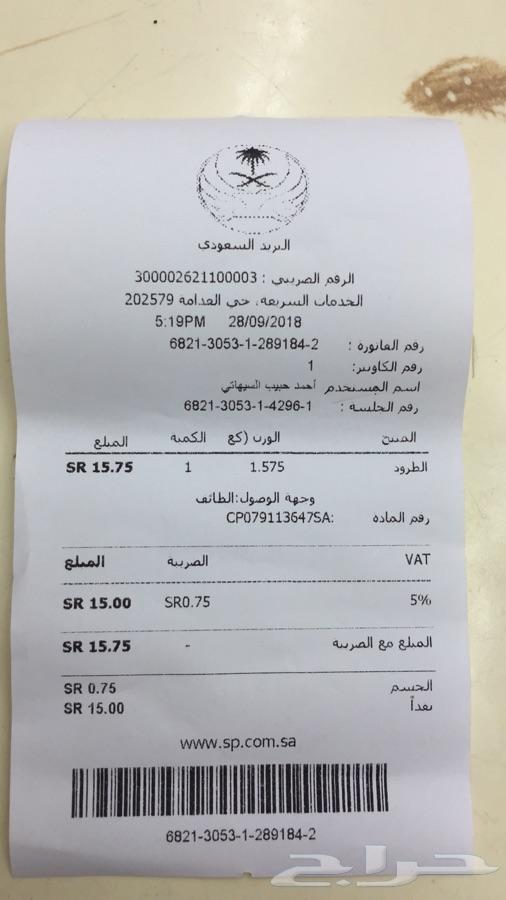 البريد السعودي
الرقم الضريبي : 300002621100003
الخدمات السريعة، حي القدامة 202579
5:19PM 28/09/2018
رقم الفاتورة : 6821-3053-1-289184-2
رقم الكاونتر: 1
اسم المستخدم أحمد حبيب السيهاتي
رقم الجلسة : 6821-3053-1-4296-1
المنتج الوزن (كغ الكمية المبلغ
الطرود 1.575 1 SR 15.75
وجهة الوصول:الطائف
رقم المادة :CP079113647SA
VAT الضريبة المبلغ
5% SR0.75 SR 15.00
المبلغ مع الضريبة - SR 15.75
الحسم SR 0.75
نقداً SR 15.00
www.sp.com.sa
6821-3053-1-289184-2
حراج